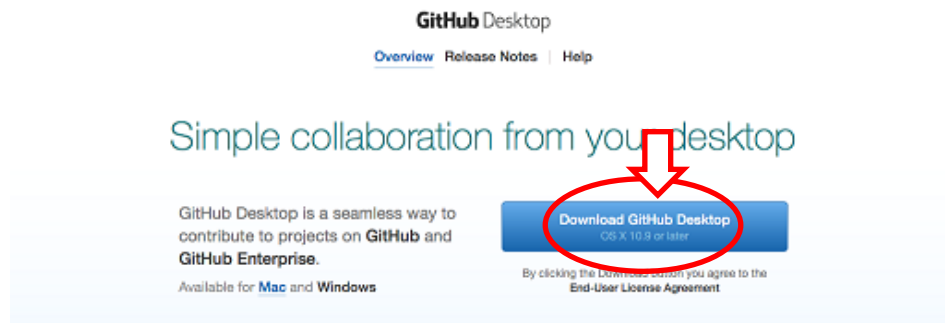 GitHub Desktop
Overview Release Notes Help
Simple collaboration from your desktop
GitHub Desktop is a seamless way to
contribute to projects on GitHub and
GitHub Enterprise.
Available for Mac and Windows
Download GitHub Desktop
OS X 10.9 or later
By clicking the Download button you agree to the
End-User License Agreement